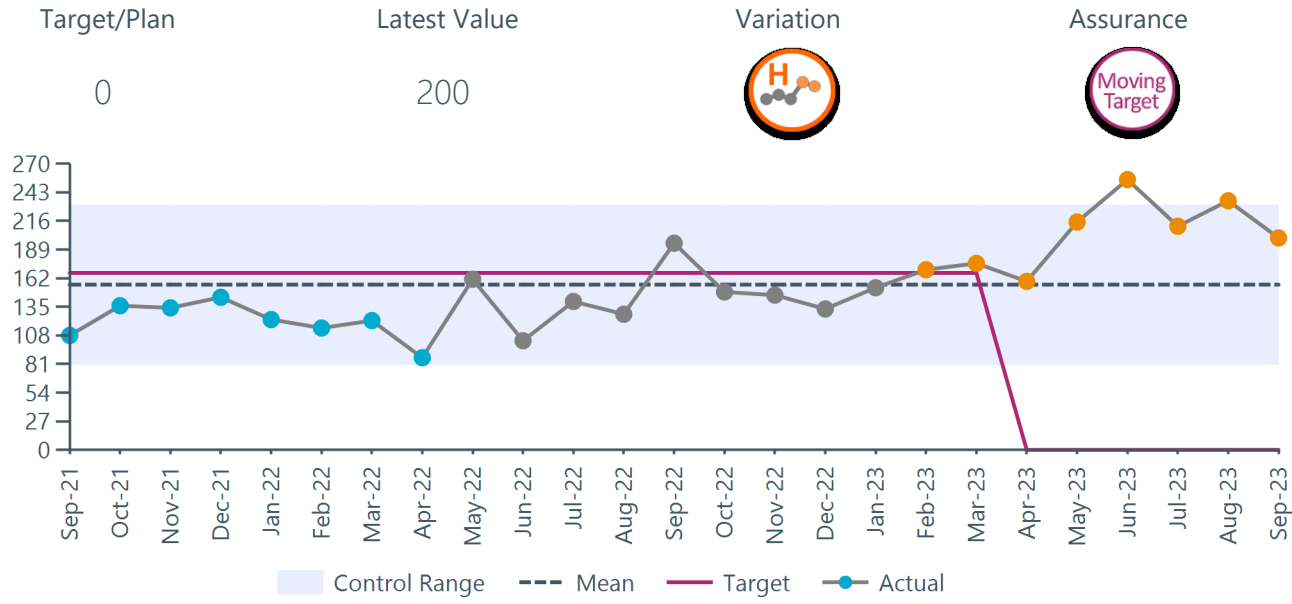 Target/Plan Latest Value Variation Assurance
0 200 H Moving
Target
270
243
216
189
162
135
108
81
54
27
0
Sep-21 Oct-21 Nov-21 Dec-21 Jan-22 Feb-22 Mar-22 Apr-22 May-22 Jun-22 Jul-22 Aug-22 Sep-22 Oct-22 Nov-22 Dec-22 Jan-23 Feb-23 Mar-23 Apr-23 May-23 Jun-23 Jul-23 Aug-23 Sep-23
Control Range Mean Target Actual